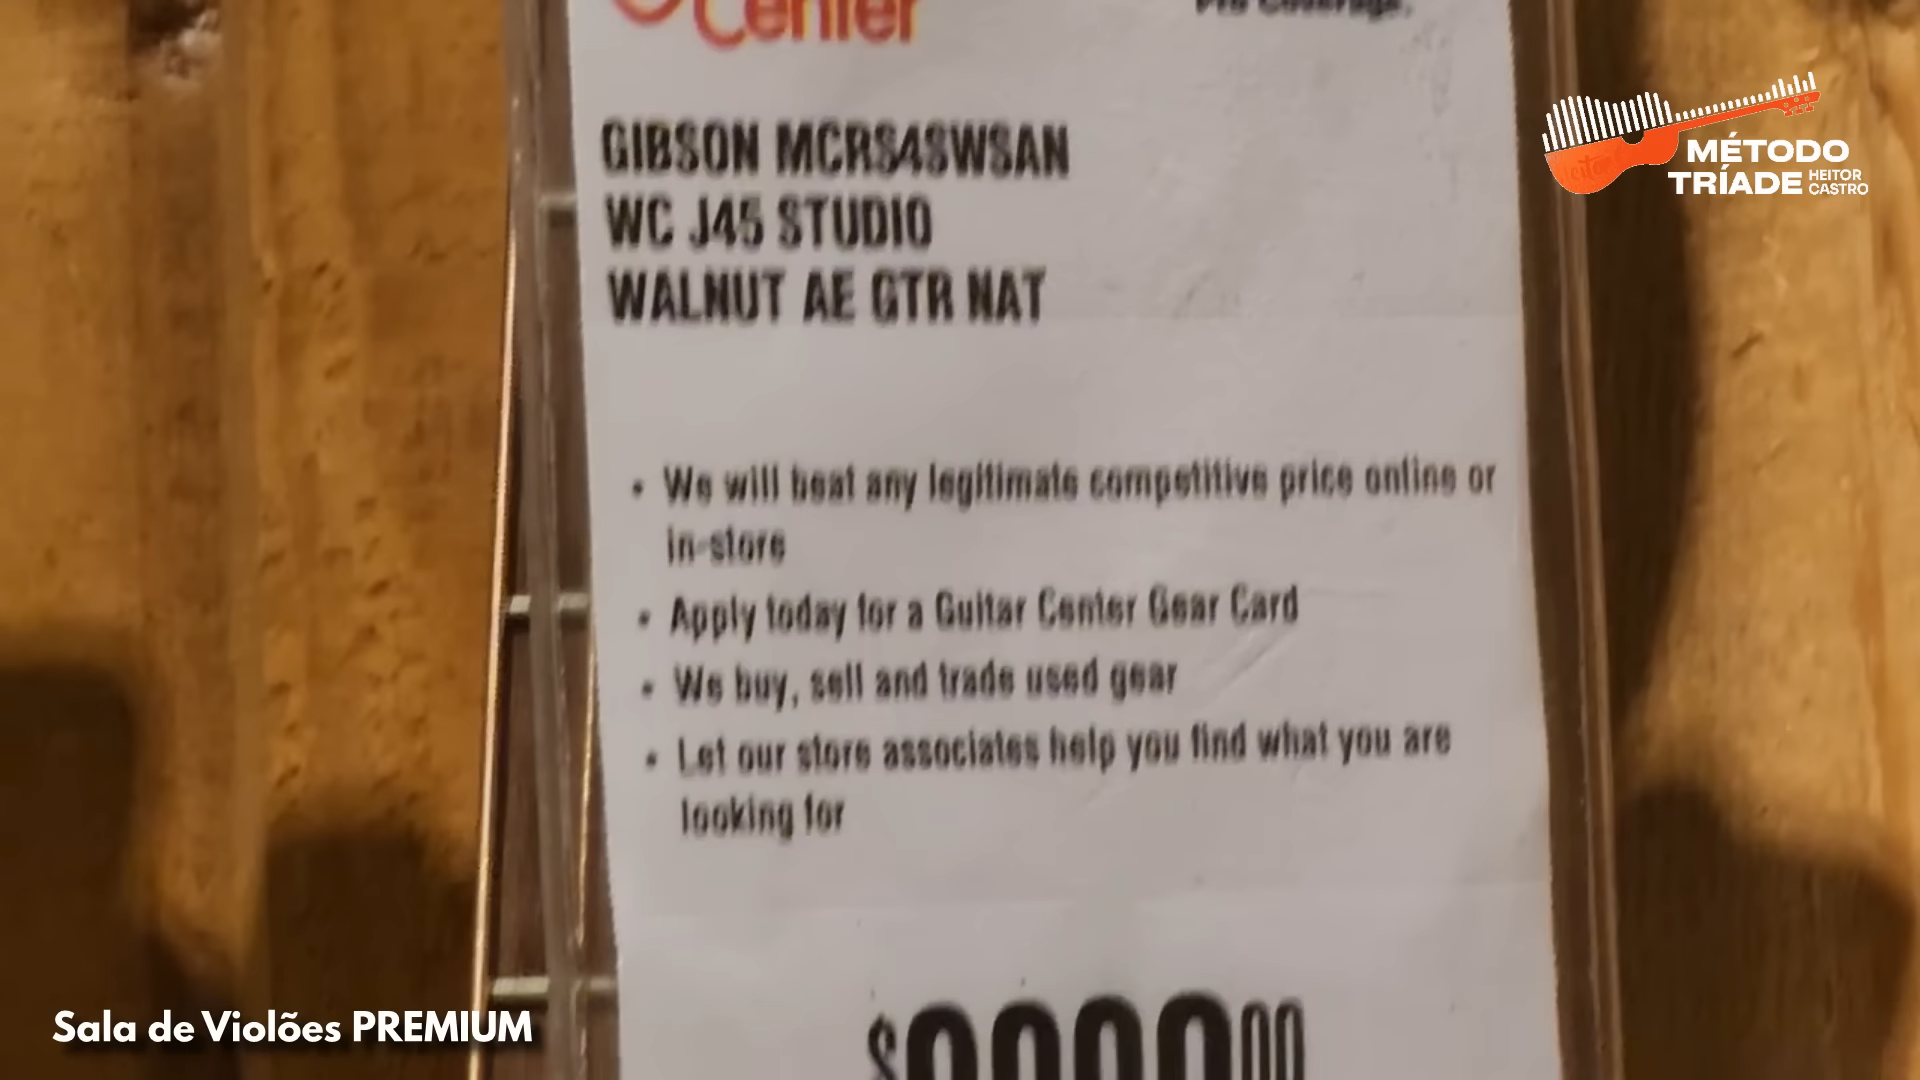 Center
GIBSON MCRS4SWSAN
WC J45 STUDIO
WALNUT AE GTR NAT
• We will beat any legitimate competitive price online or
in-store
• Apply today for a Guitar Center Gear Card
• We buy, sell and trade used gear
• Let our store associates help you find what you are
looking for
MÉTODO
TRÍADE HEITOR
CASTRO
Sala de Violões PREMIUM